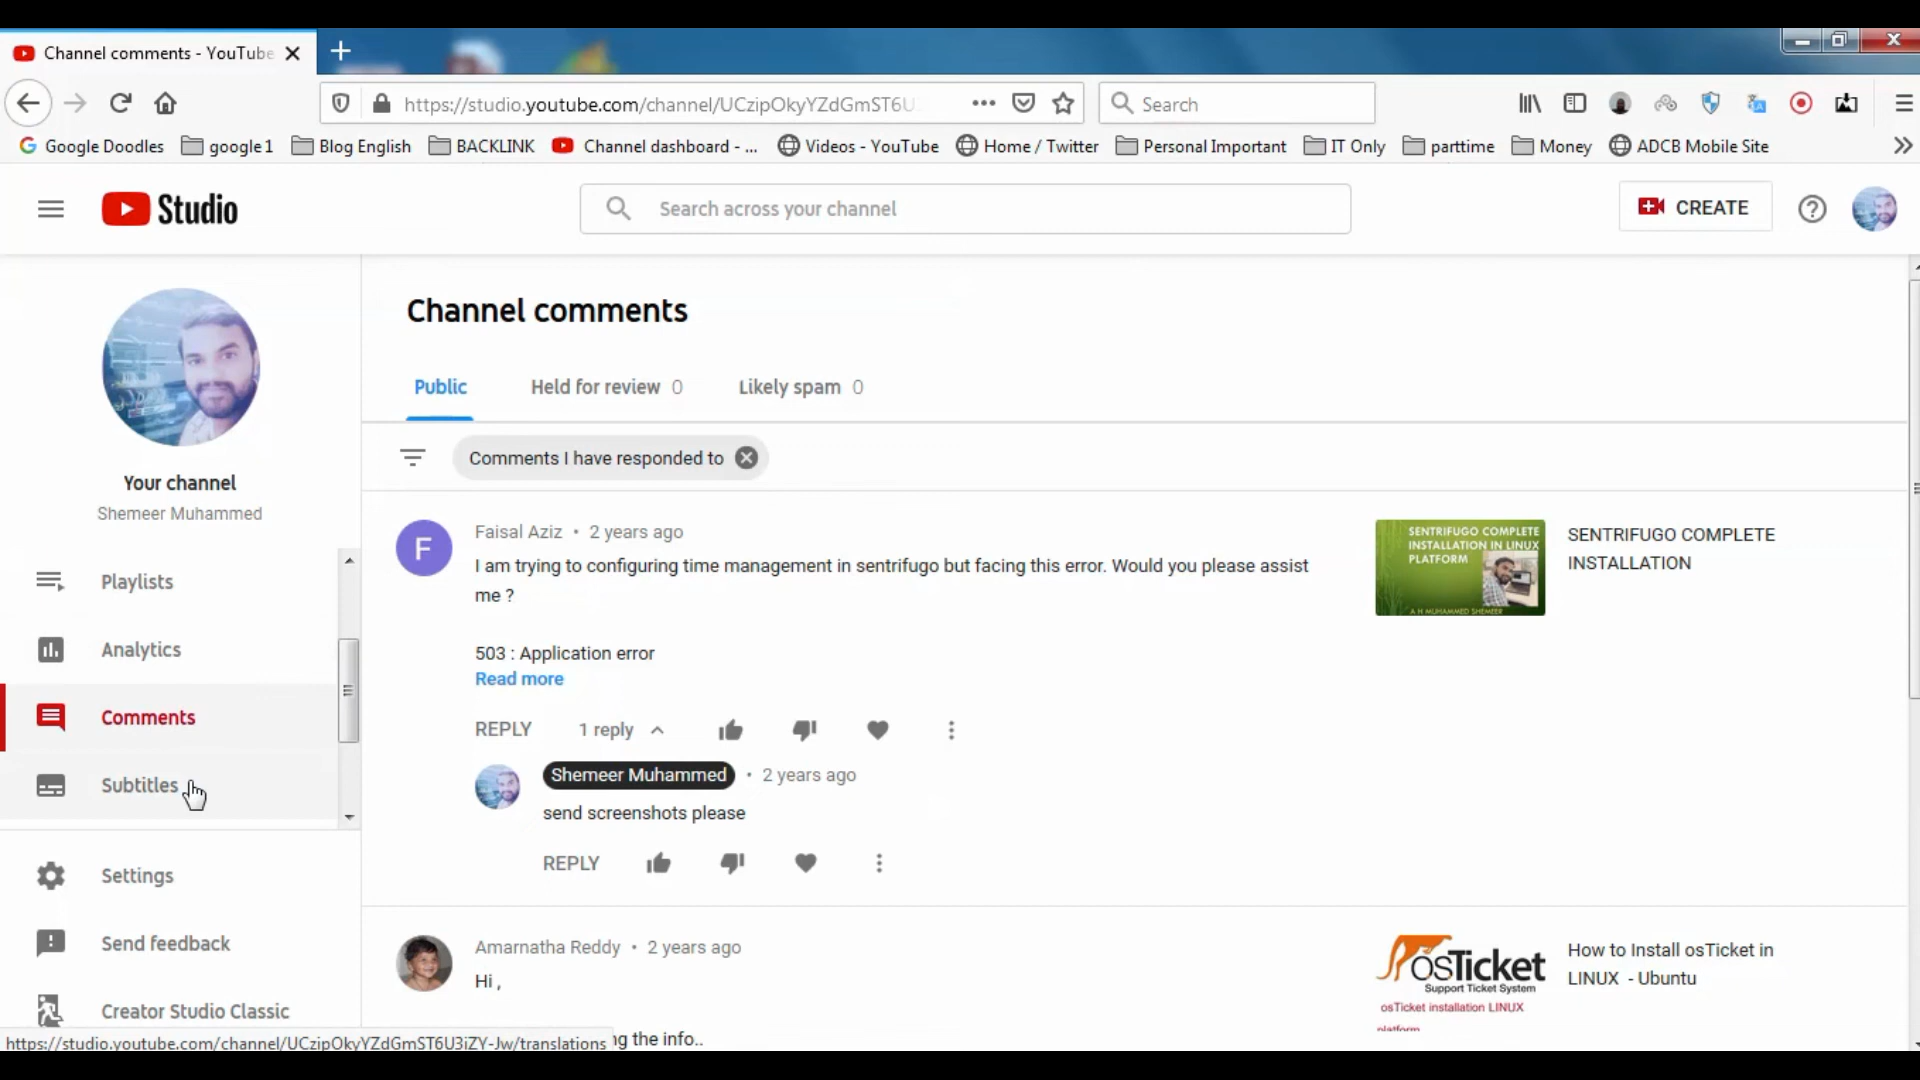 Channel comments - YouTube
https://studio.youtube.com/channel/UCzipOkyYZdGmST6U
Search
Google Doodles
google1
Blog English
BACKLINK
Channel dashboard - ...
Videos - YouTube
Home / Twitter
Personal Important
IT Only
parttime
Money
ADCB Mobile Site
Studio
Search across your channel
CREATE
Your channel
Shemeer Muhammed
Playlists
Analytics
Comments
Subtitles
Settings
Send feedback
Creator Studio Classic
https://studio.youtube.com/channel/UCzipOkyYZdGmST6U3iZY-Jw/translations
Channel comments
Public
Held for review 0
Likely spam 0
Comments I have responded to
F
Faisal Aziz • 2 years ago
I am trying to configuring time management in sentrifugo but facing this error. Would you please assist
me ?
503 : Application error
Read more
REPLY
1 reply
Shemeer Muhammed • 2 years ago
send screenshots please
REPLY
SENTRIFUGO COMPLETE
INSTALLATION IN LINUX
PLATFORM
A H MUHAMMED SHEMEER
SENTRIFUGO COMPLETE
INSTALLATION
Amarnatha Reddy • 2 years ago
Hi ,
the info..
osTicket
Support Ticket System
osTicket installation LINUX
platform
How to Install osTicket in
LINUX - Ubuntu